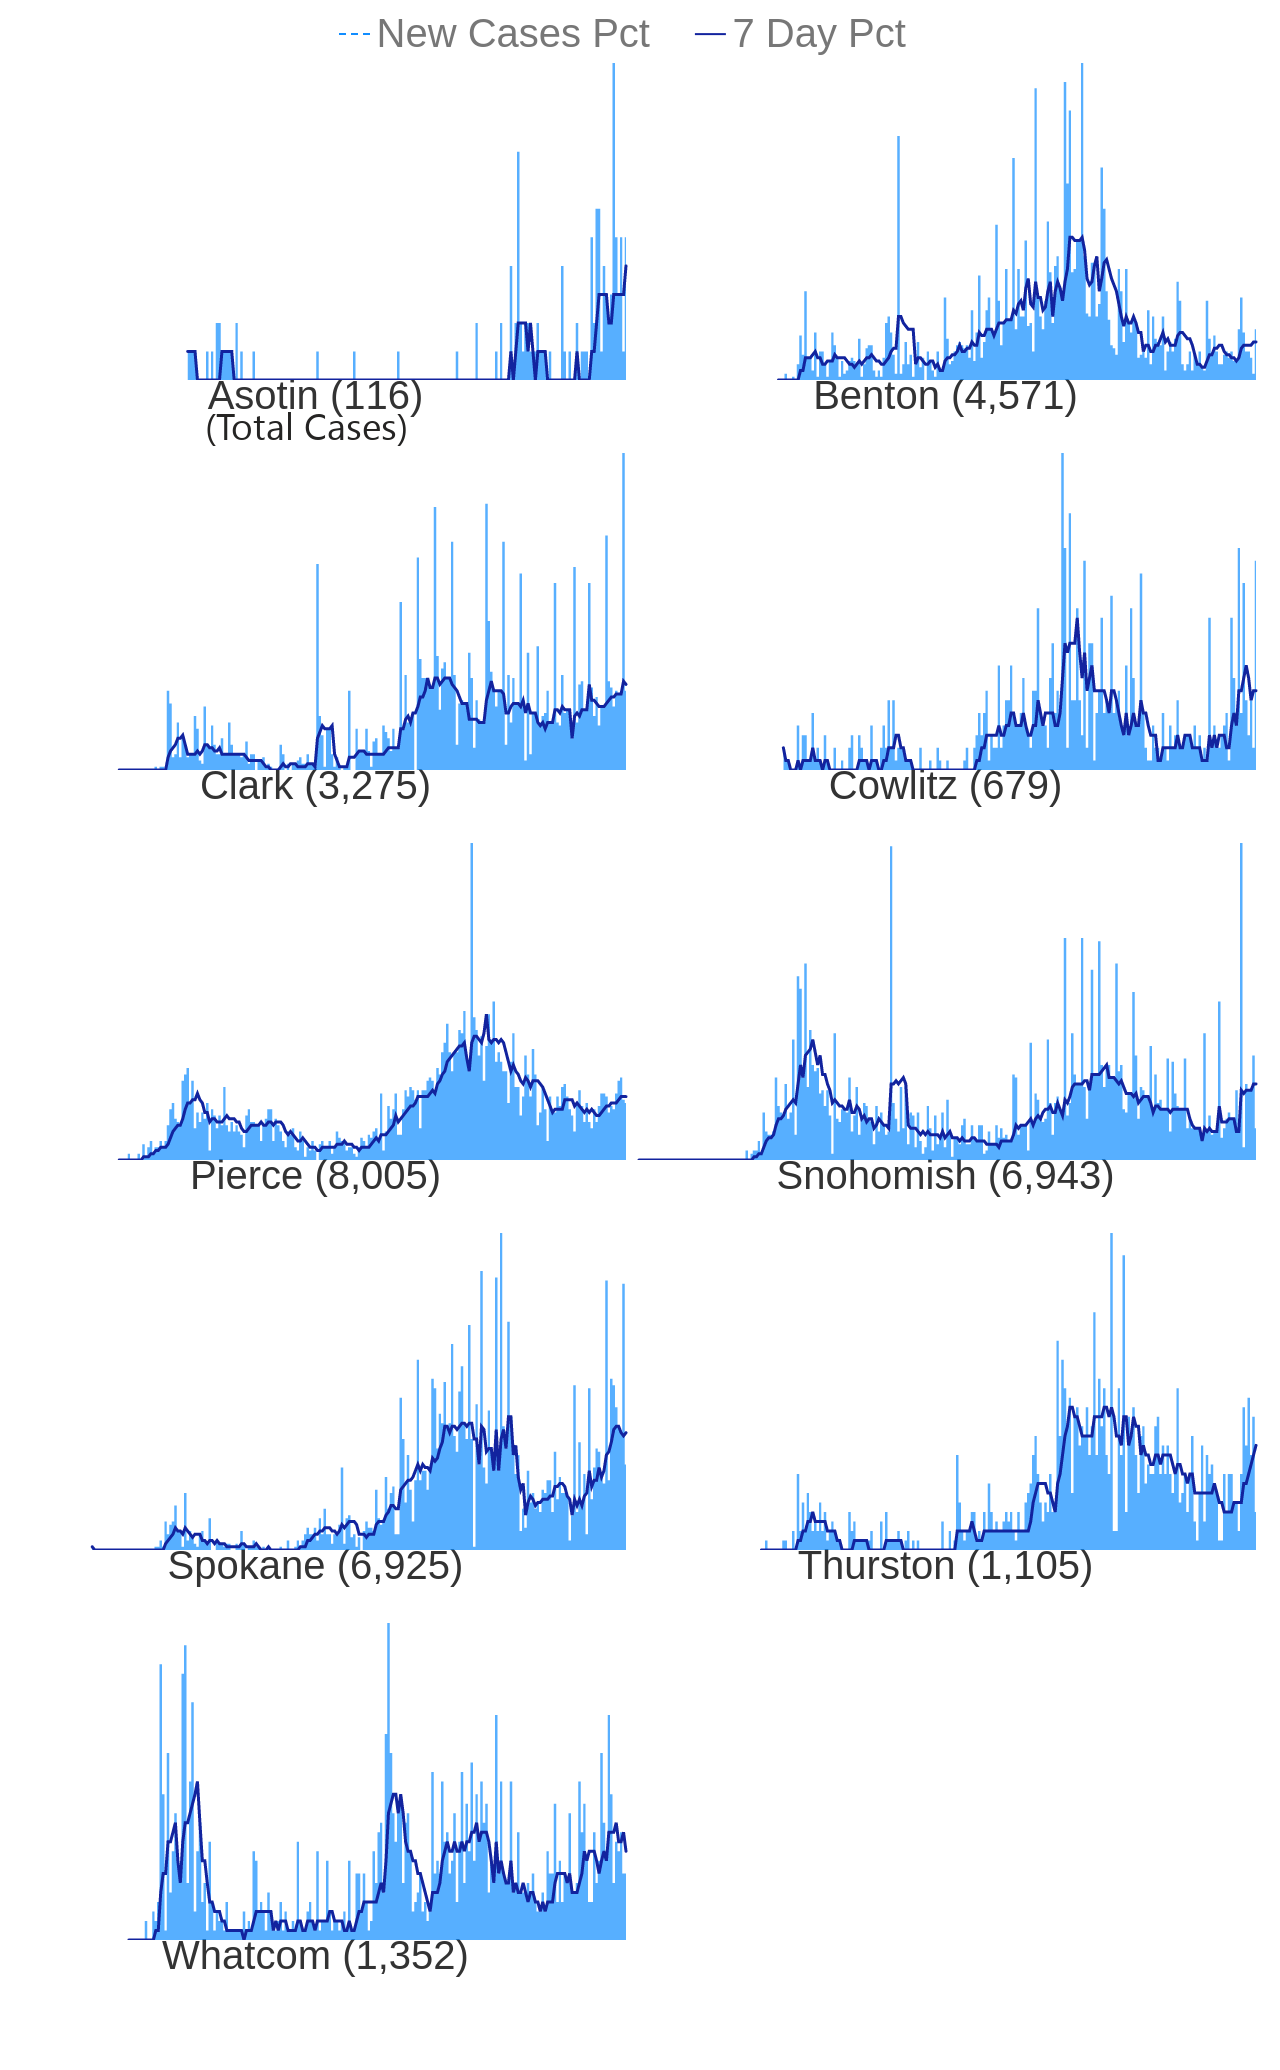 New Cases Pct 7 Day Pct
Asotin (116) Benton (4,571)
(Total Cases)
Clark (3,275) Cowlitz (679)
Pierce (8,005) Snohomish (6,943)
Spokane (6,925) Thurston (1,105)
Whatcom (1,352)